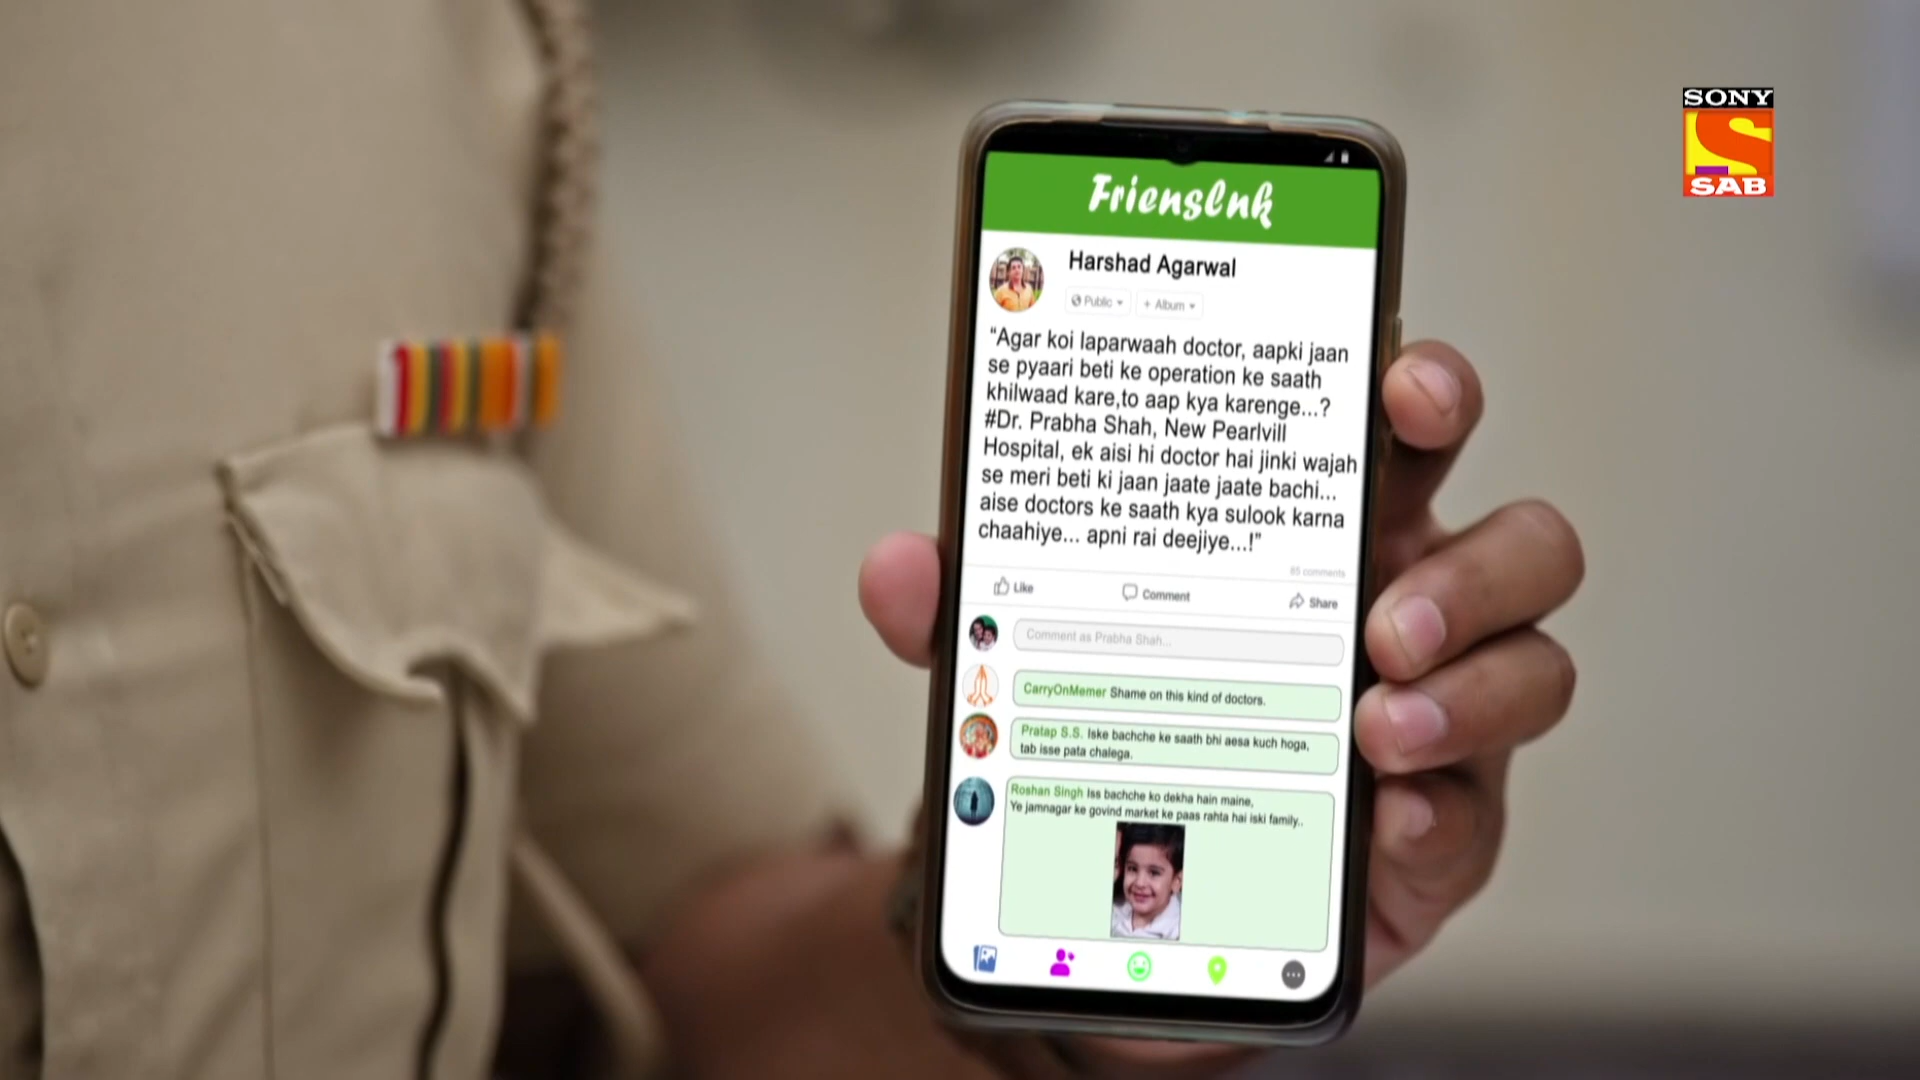 SONY
SAB
Frienslnk
Harshad Agarwal
Public
+ Album
“Agar koi laparwaah doctor, aapki jaan
se pyaari beti ke operation ke saath
khilwaad kare,to aap kya karenge...?
#Dr. Prabha Shah, New Pearlvill
Hospital, ek aisi hi doctor hai jinki wajah
se meri beti ki jaan jaate jaate bachi...
aise doctors ke saath kya sulook karna
chaahiye... apni rai deejiye...!”
85 comments
Like
Comment
Share
Comment as Prabha Shah...
CarryOnMemer Shame on this kind of doctors.
Pratap S.S. Iske bachche ke saath bhi aesa kuch hoga,
tab isse pata chalega.
Roshan Singh Iss bachche ko dekha hain maine,
Ye jamnagar ke govind market ke paas rahta hai iski family..